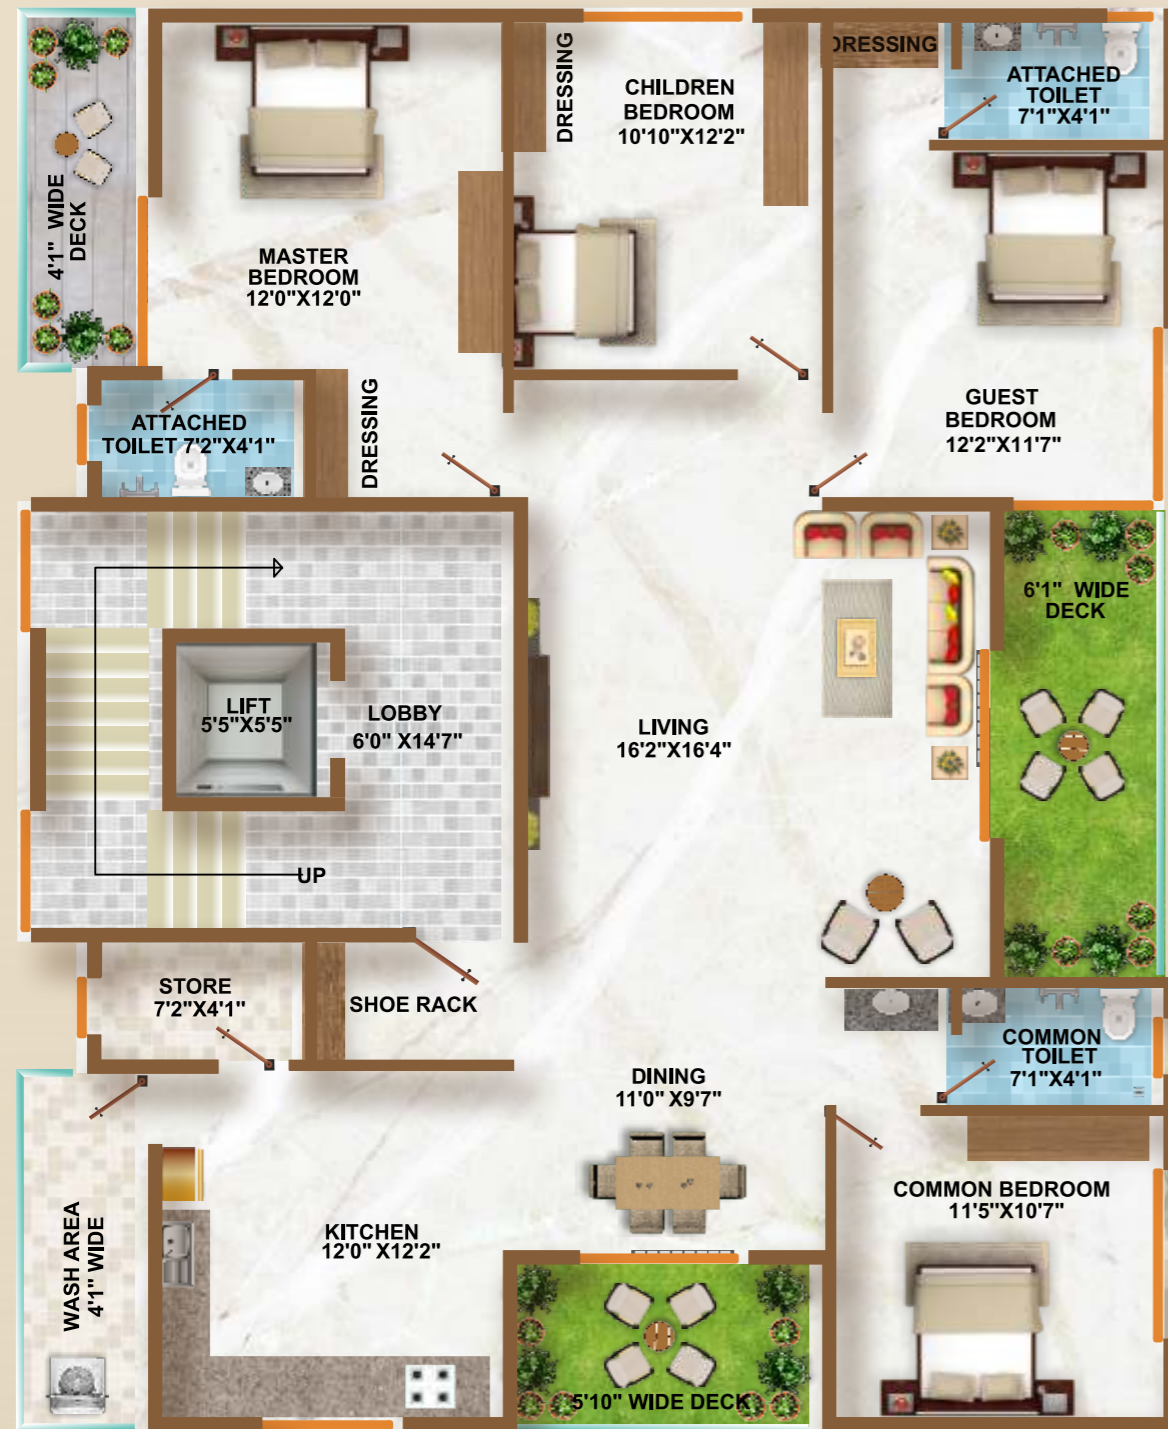 DRESSING
DRESSING
CHILDREN
BEDROOM
10'10"X12'2"
ATTACHED
TOILET
7'1"X4'1"
4'1" WIDE
DECK
MASTER
BEDROOM
12'0"X12'0"
GUEST
BEDROOM
12'2"X11'7"
ATTACHED
TOILET 7'2"X4'1"
DRESSING
6'1" WIDE
DECK
LIFT
5'5"X5'5"
LOBBY
6'0" X14'7"
LIVING
16'2"X16'4"
UP
STORE
7'2"X4'1"
SHOE RACK
COMMON
TOILET
7'1"X4'1"
DINING
11'0" X9'7"
COMMON BEDROOM
11'5"X10'7"
WASH AREA
4'1" WIDE
KITCHEN
12'0" X12'2"
5'10" WIDE DECK